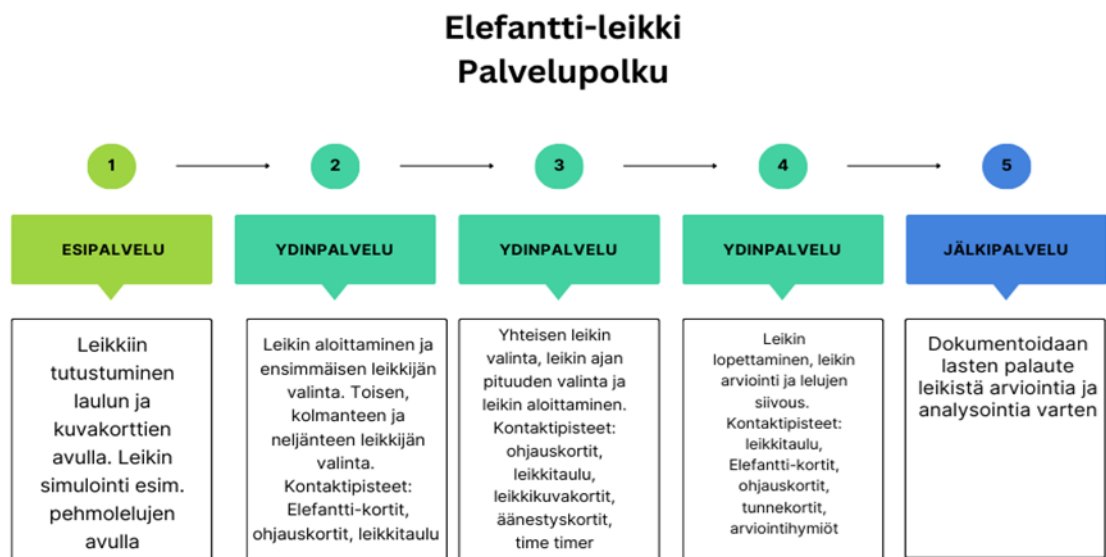 Elefantti-leikki
Palvelupolku
1
2
3
4
5
ESIPALVELU
YDINPALVELU
YDINPALVELU
YDINPALVELU
JÄLKIPALVELU
Leikkiin
tutustuminen
laulun ja
kuvakorttien
avulla. Leikin
simulointi esim.
pehmolelujen
avulla
Leikin aloittaminen ja
ensimmäisen leikkijän
valinta. Toisen,
kolmanteen ja
neljänteen leikkijän
valinta.
Kontaktipisteet:
Elefantti-kortit,
ohjauskortit, leikkitaulu
Yhteisen leikin
valinta, leikin ajan
pituuden valinta ja
leikin aloittaminen.
Kontaktipisteet:
ohjauskortit,
leikkitaulu,
leikkikuvakortit,
äänestyskortit,
time timer
Leikin
lopettaminen, leikin
arviointi ja lelujen
siivous.
Kontaktipisteet:
leikkitaulu,
Elefantti-kortit,
ohjauskortit,
tunnekortit,
arviointihymiöt
Dokumentoidaan
lasten palaute
leikistä arviointia ja
analysointia varten